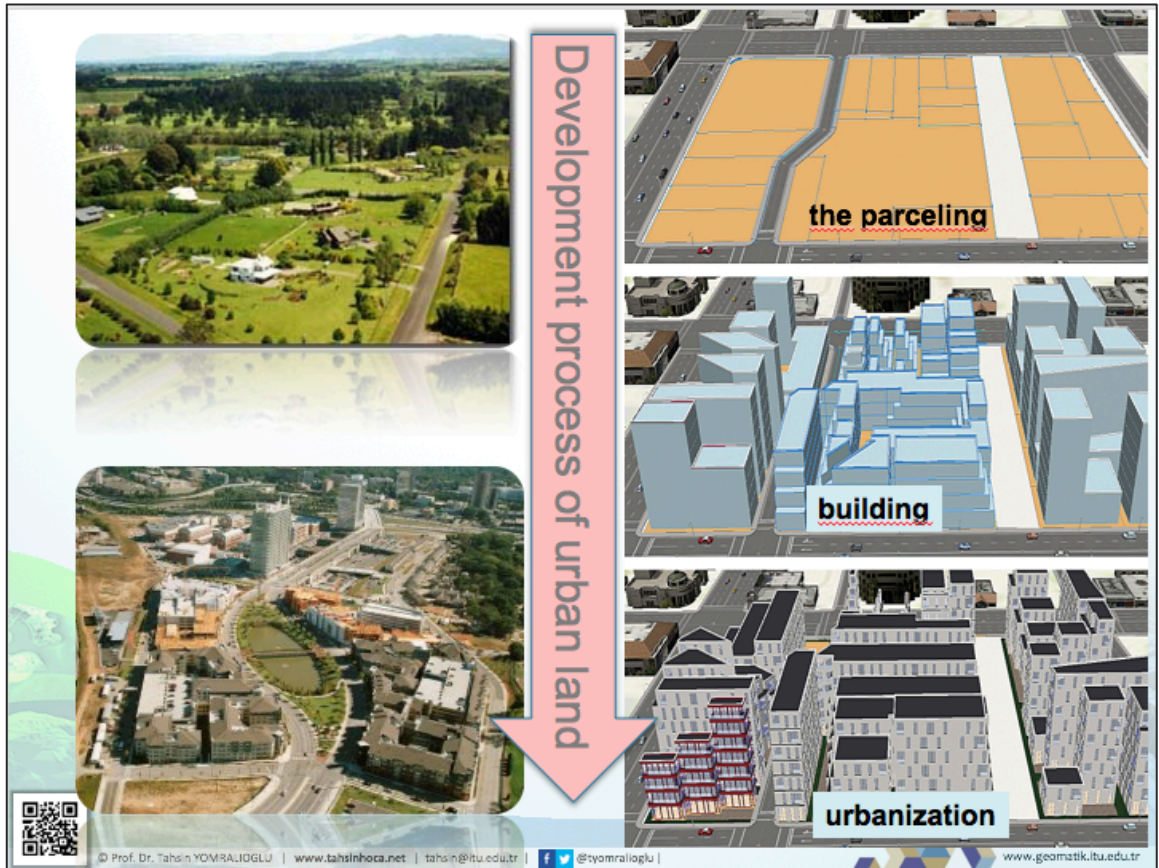 Development process of urban land
the parceling
building
urbanization
© Prof. Dr. Tahsin YOMRALIOGLU | www.tahsinhoca.net | tahsin@itu.edu.tr | f @tyomralioglu |
www.geomatik.itu.edu.tr